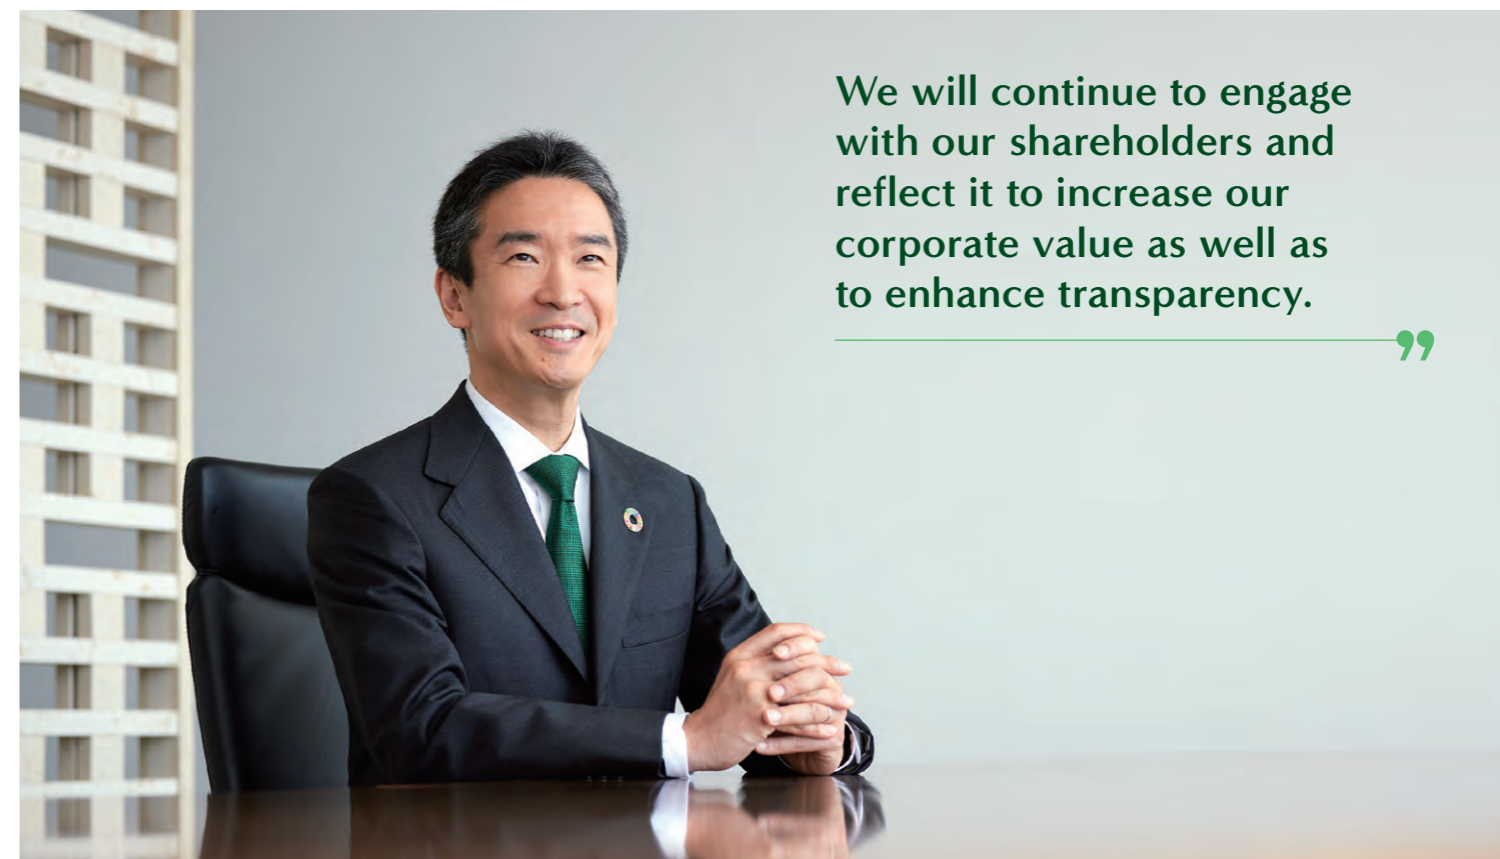 We will continue to engage
with our shareholders and
reflect it to increase our
corporate value as well as
to enhance transparency.
”